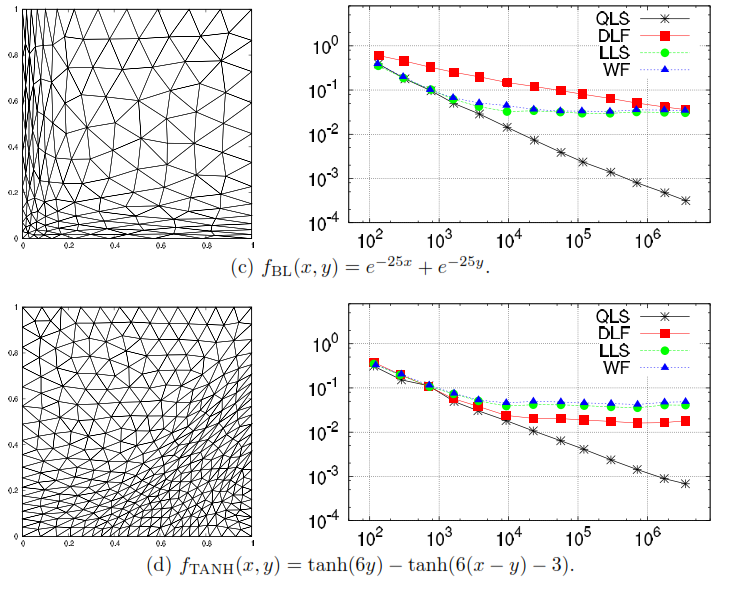 1
0.8
0.6
0.4
0.2
0
0 0.2 0.4 0.6 0.8 1
QLS
DLF
LLS
WF
10^0
10^-1
10^-2
10^-3
10^-4
10^2 10^3 10^4 10^5 10^6
(c) f_BL(x, y) = e^{−25x} + e^{−25y}.
1
0.8
0.6
0.4
0.2
0
0 0.2 0.4 0.6 0.8 1
QLS
DLF
LLS
WF
10^0
10^-1
10^-2
10^-3
10^-4
10^2 10^3 10^4 10^5 10^6
(d) f_TANH(x, y) = tanh(6y) − tanh(6(x − y) − 3).